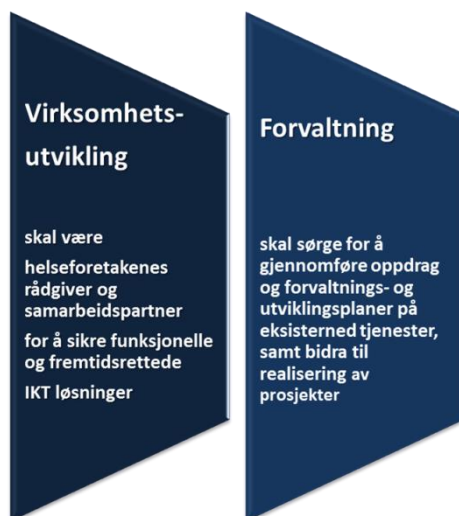 Virksomhets-
utvikling
skal være
helseforetakenes
rådgiver og
samarbeidspartner
for å sikre funksjonelle
og fremtidsrettede
IKT løsninger
Forvaltning
skal sørge for å
gjennomføre oppdrag
og forvaltnings- og
utviklingsplaner på
eksisterned tjenester,
samt bidra til
realisering av
prosjekter